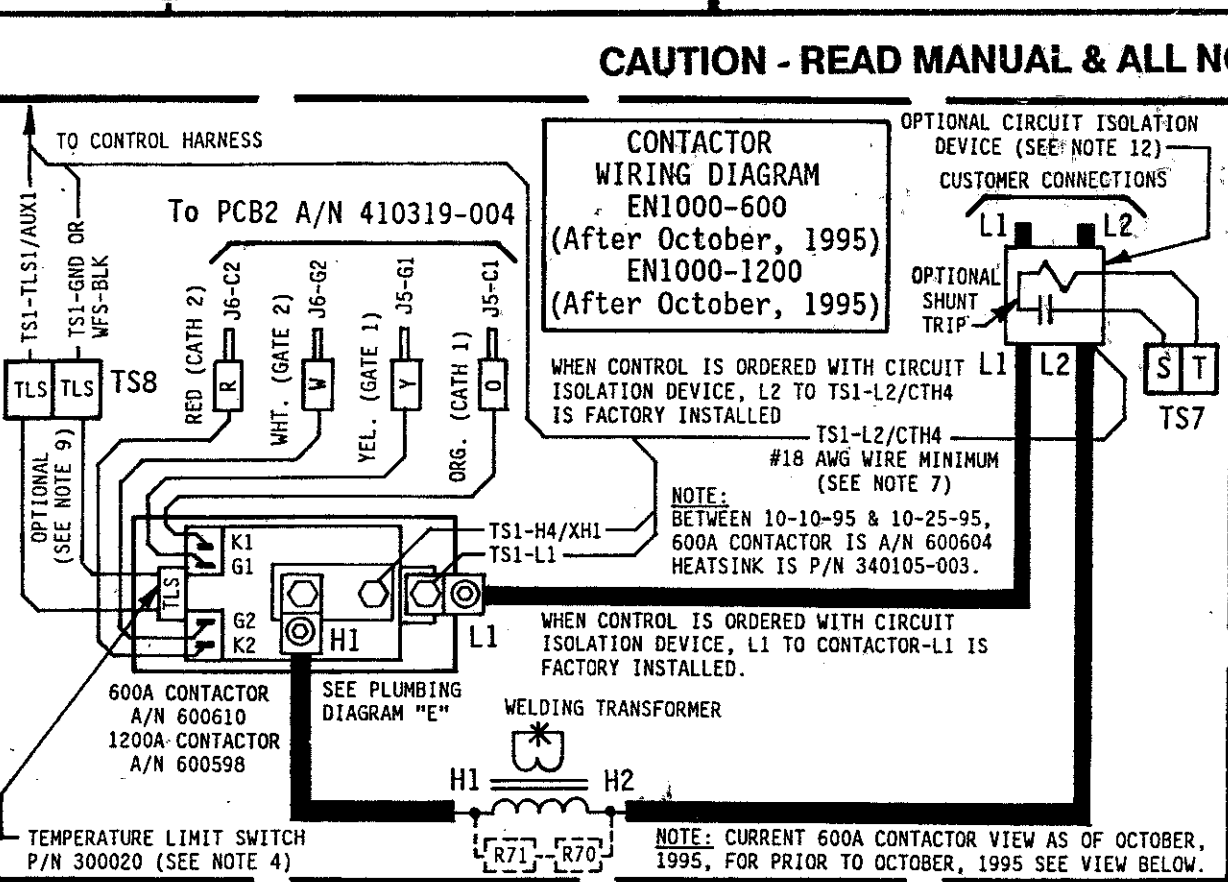 CAUTION - READ MANUAL & ALL
TO CONTROL HARNESS
TS1-TLS1/AUX1
TS1-GND OR
WFS-BLK
To PCB2 A/N 410319-004
CONTACTOR
WIRING DIAGRAM
EN1000-600
(After October, 1995)
EN1000-1200
(After October, 1995)
OPTIONAL CIRCUIT ISOLATION
DEVICE (SEE NOTE 12)
CUSTOMER CONNECTIONS
L1
L2
OPTIONAL
SHUNT
TRIP
L1
L2
S
T
TS7
TLS
TLS
TS8
RED (CATH 2)
R
J6-C2
WHT. (GATE 2)
W
J6-G2
YEL. (GATE 1)
Y
J5-G1
ORG. (CATH 1)
O
J5-C1
WHEN CONTROL IS ORDERED WITH CIRCUIT
ISOLATION DEVICE, L2 TO TS1-L2/CTH4
IS FACTORY INSTALLED
TS1-L2/CTH4
#18 AWG WIRE MINIMUM
(SEE NOTE 7)
OPTIONAL
(SEE NOTE 9)
NOTE:
BETWEEN 10-10-95 & 10-25-95,
600A CONTACTOR IS A/N 600604
HEATSINK IS P/N 340105-003.
K1
G1
TLS
G2
K2
TS1-H4/XH1
TS1-L1
H1
L1
WHEN CONTROL IS ORDERED WITH CIRCUIT
ISOLATION DEVICE, L1 TO CONTACTOR-L1 IS
FACTORY INSTALLED.
600A CONTACTOR
A/N 600610
1200A CONTACTOR
A/N 600598
SEE PLUMBING
DIAGRAM "E"
WELDING TRANSFORMER
H1
H2
R71
R70
TEMPERATURE LIMIT SWITCH
P/N 300020 (SEE NOTE 4)
NOTE: CURRENT 600A CONTACTOR VIEW AS OF OCTOBER,
1995, FOR PRIOR TO OCTOBER, 1995 SEE VIEW BELOW.